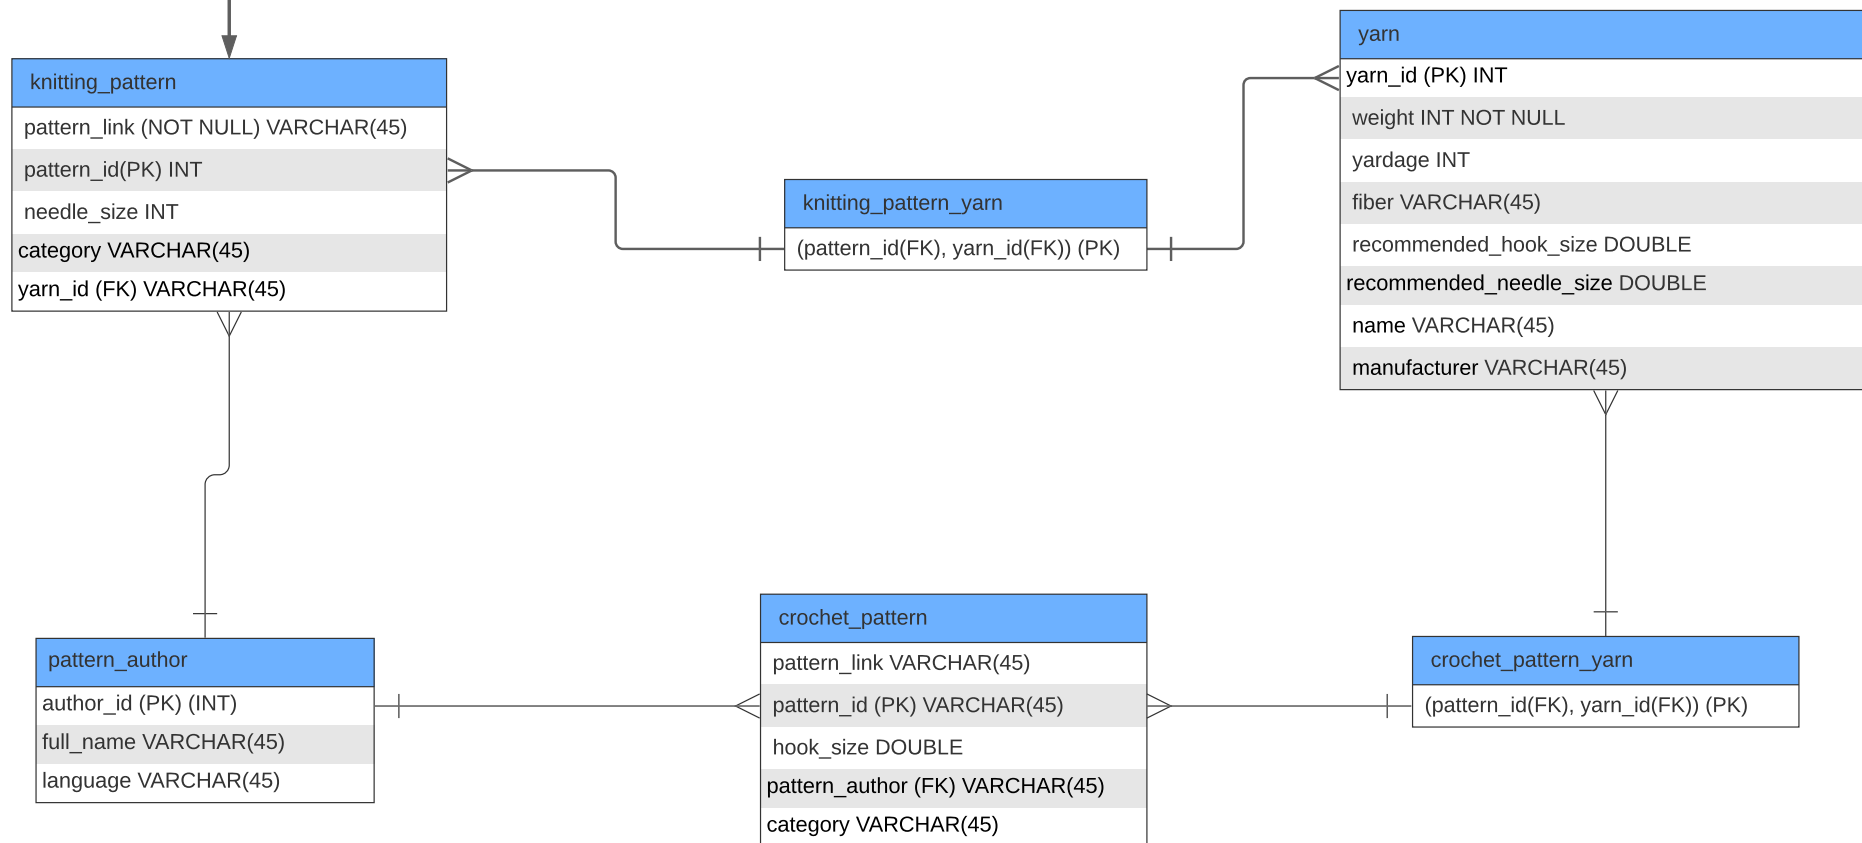 knitting_pattern
pattern_link (NOT NULL) VARCHAR(45)
pattern_id(PK) INT
needle_size INT
category VARCHAR(45)
yarn_id (FK) VARCHAR(45)
knitting_pattern_yarn
(pattern_id(FK), yarn_id(FK)) (PK)
yarn
yarn_id (PK) INT
weight INT NOT NULL
yardage INT
fiber VARCHAR(45)
recommended_hook_size DOUBLE
recommended_needle_size DOUBLE
name VARCHAR(45)
manufacturer VARCHAR(45)
pattern_author
author_id (PK) (INT)
full_name VARCHAR(45)
language VARCHAR(45)
crochet_pattern
pattern_link VARCHAR(45)
pattern_id (PK) VARCHAR(45)
hook_size DOUBLE
pattern_author (FK) VARCHAR(45)
category VARCHAR(45)
crochet_pattern_yarn
(pattern_id(FK), yarn_id(FK)) (PK)